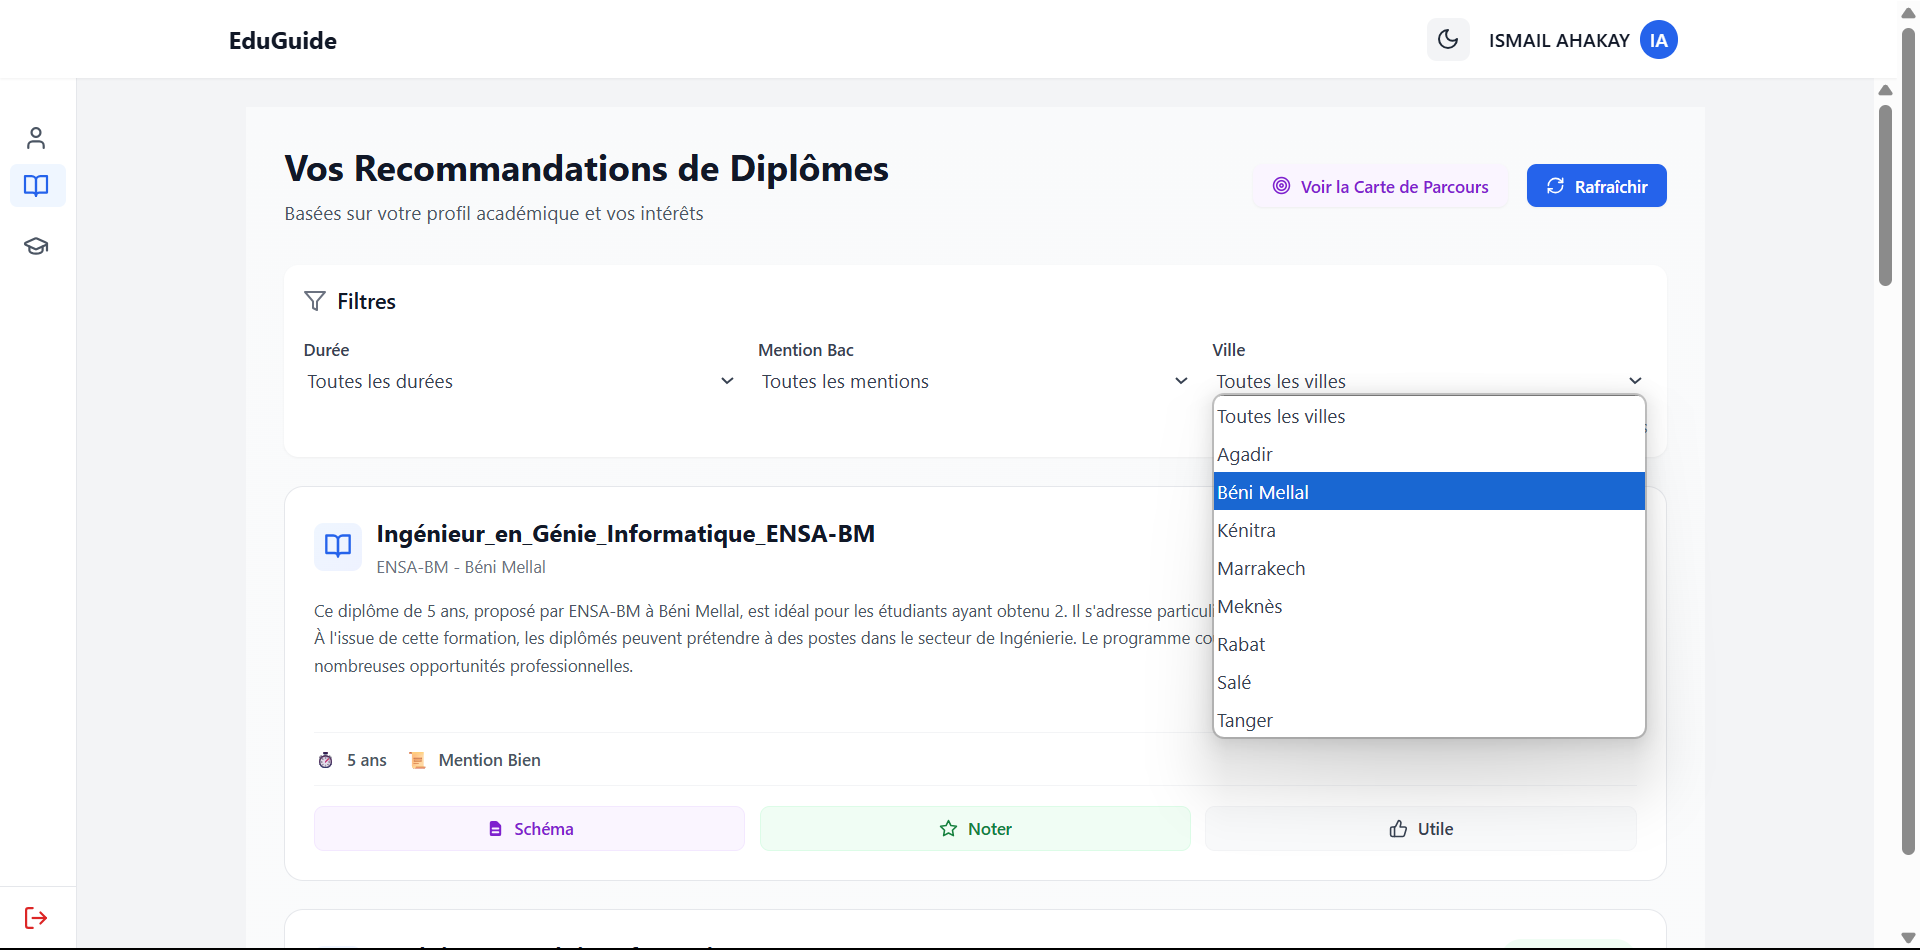 EduGuide
ISMAIL AHAKAY
IA
Vos Recommandations de Diplômes
Basées sur votre profil académique et vos intérêts
Voir la Carte de Parcours
Rafraîchir
Filtres
Durée
Toutes les durées
Mention Bac
Toutes les mentions
Ville
Toutes les villes
Toutes les villes
Agadir
Béni Mellal
Kénitra
Marrakech
Meknès
Rabat
Salé
Tanger
Ingénieur_en_Génie_Informatique_ENSA-BM
ENSA-BM - Béni Mellal
Ce diplôme de 5 ans, proposé par ENSA-BM à Béni Mellal, est idéal pour les étudiants ayant obtenu 2. Il s'adresse particuli
À l'issue de cette formation, les diplômés peuvent prétendre à des postes dans le secteur de Ingénierie. Le programme co
nombreuses opportunités professionnelles.
5 ans
Mention Bien
Schéma
Noter
Utile